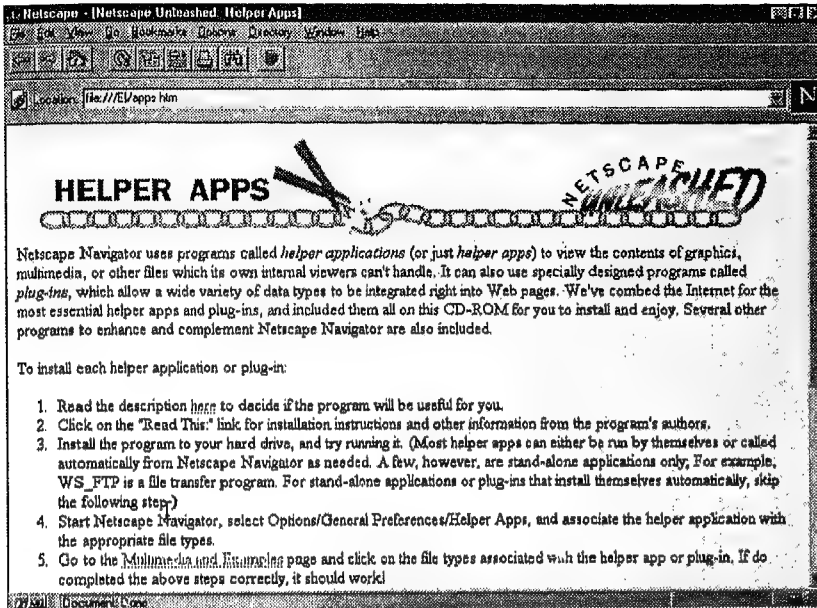 Netscape - [Netscape Unleashed: Helper Apps]
File Edit View Go Bookmarks Options Directory Window Help
Location: file:///E|/apps.htm
N
HELPER APPS
NETSCAPE
UNLEASHED
Netscape Navigator uses programs called helper applications (or just helper apps) to view the contents of graphics,
multimedia, or other files which its own internal viewers can't handle. It can also use specially designed programs called
plug-ins, which allow a wide variety of data types to be integrated right into Web pages. We've combed the Internet for the
most essential helper apps and plug-ins, and included them all on this CD-ROM for you to install and enjoy. Several other
programs to enhance and complement Netscape Navigator are also included.
To install each helper application or plug-in:
1. Read the description here to decide if the program will be useful for you.
2. Click on the "Read This:" link for installation instructions and other information from the program's authors.
3. Install the program to your hard drive, and try running it. (Most helper apps can either be run by themselves or called
automatically from Netscape Navigator as needed. A few, however, are stand-alone applications only; For example,
WS_FTP is a file transfer program. For stand-alone applications or plug-ins that install themselves automatically, skip
the following step.)
4. Start Netscape Navigator, select Options/General Preferences/Helper Apps, and associate the helper application with
the appropriate file types.
5. Go to the Multimedia and Examples page and click on the file types associated with the helper app or plug-in. If do
completed the above steps correctly, it should work!
Document: Done